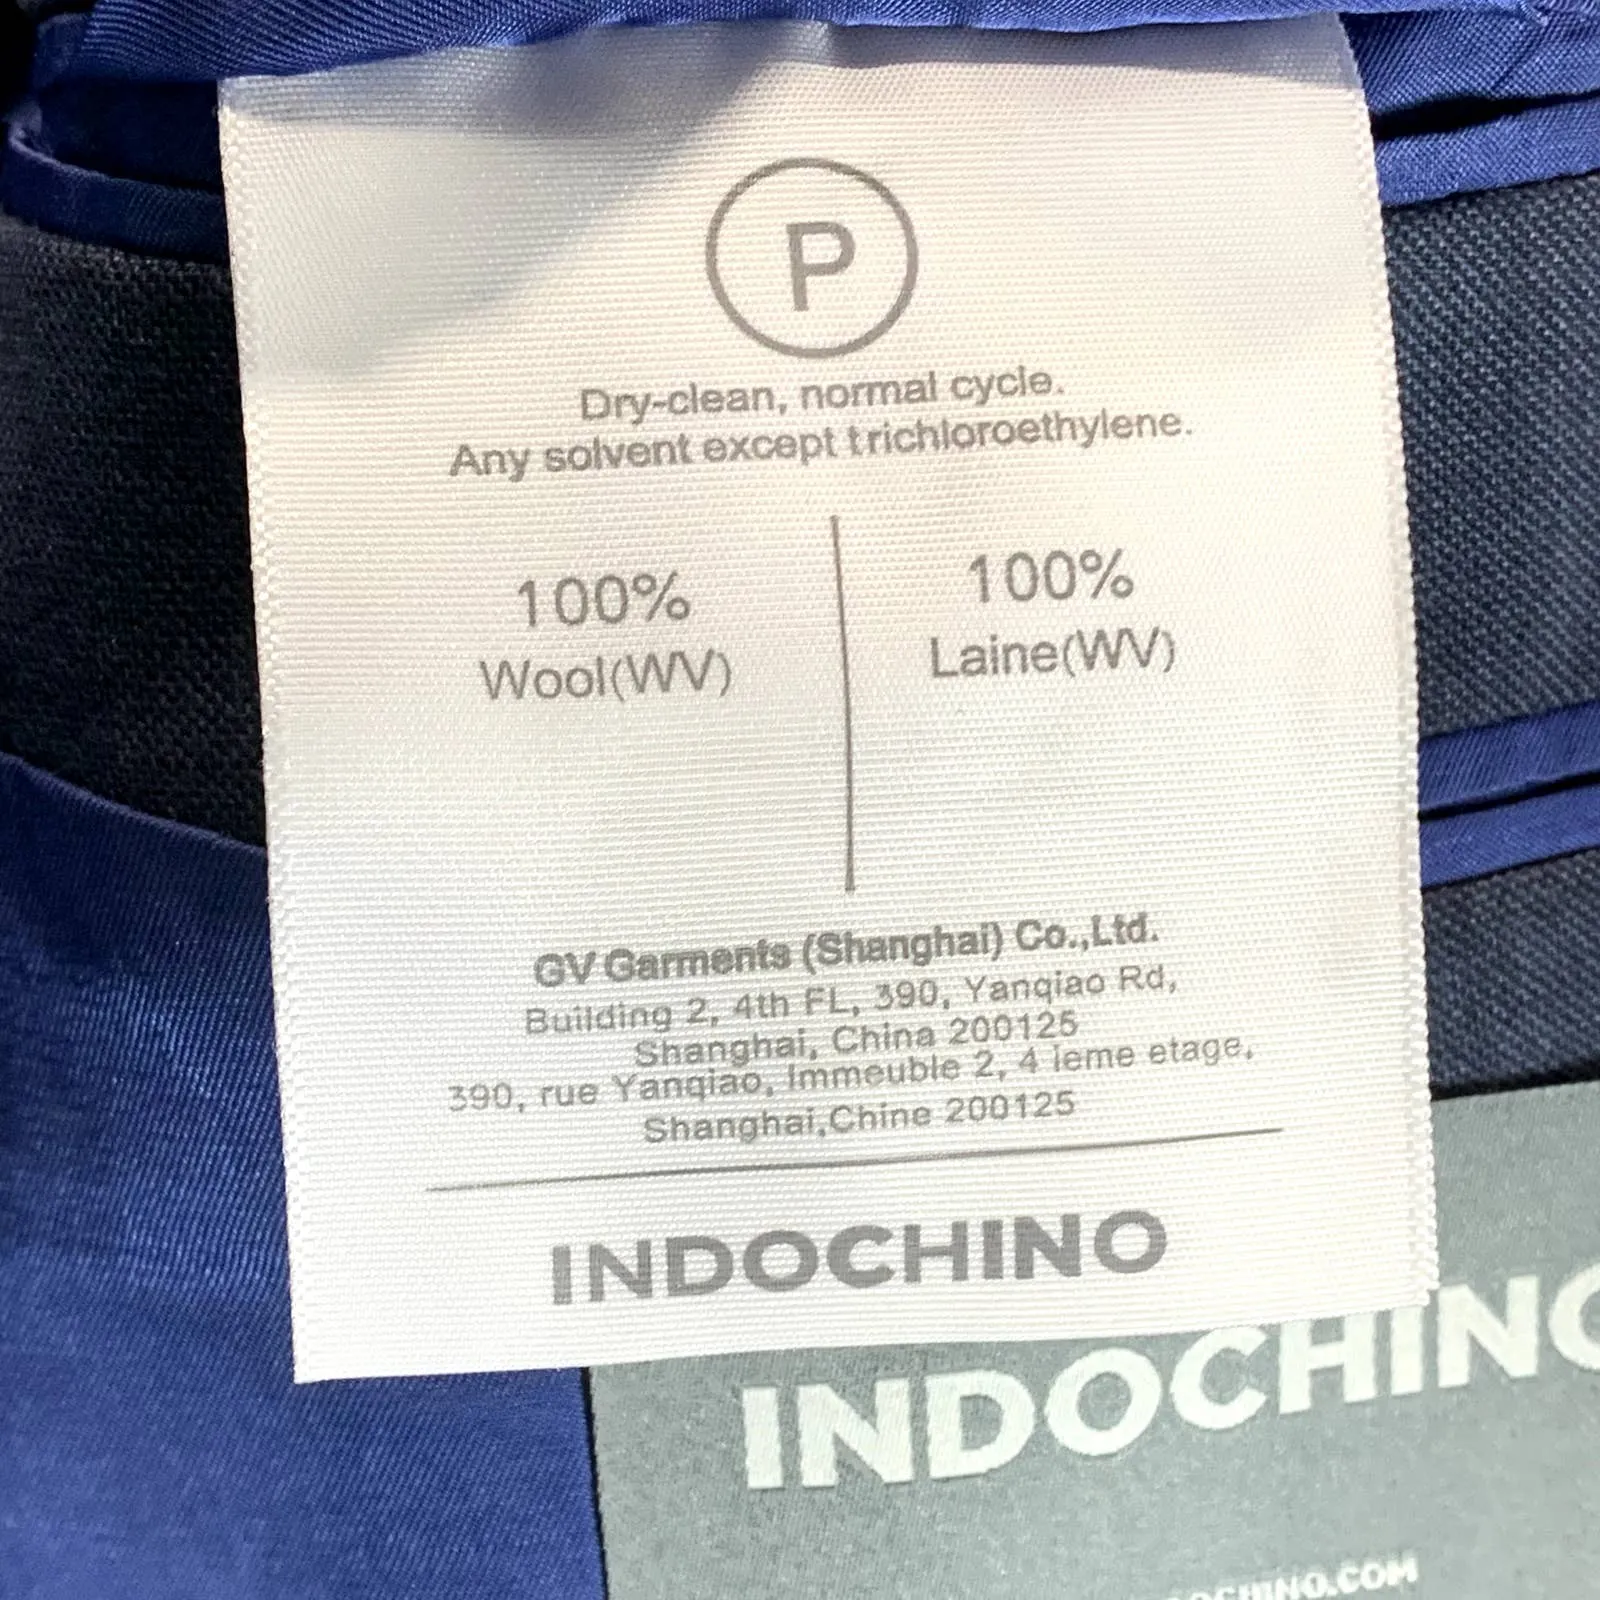 P
Dry-clean, normal cycle.
Any solvent except trichloroethylene.
100%
Wool(WV)
100%
Laine(WV)
GV Garments (Shanghai) Co.,Ltd.
Building 2, 4th FL, 390, Yanqiao Rd,
Shanghai, China 200125
390, rue Yanqiao, Immeuble 2, 4 ieme etage,
Shanghai,Chine 200125
INDOCHINO
INDOCHINO
OCHINO.COM